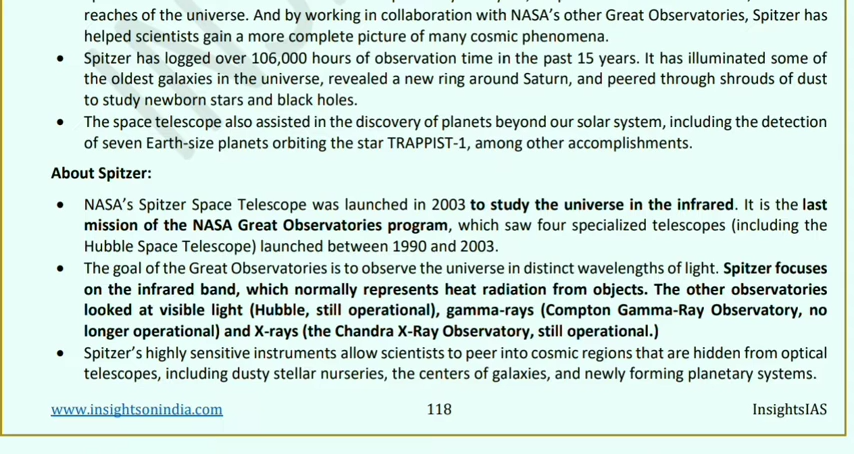 reaches of the universe. And by working in collaboration with NASA's other Great Observatories, Spitzer has
helped scientists gain a more complete picture of many cosmic phenomena.
• Spitzer has logged over 106,000 hours of observation time in the past 15 years. It has illuminated some of
the oldest galaxies in the universe, revealed a new ring around Saturn, and peered through shrouds of dust
to study newborn stars and black holes.
• The space telescope also assisted in the discovery of planets beyond our solar system, including the detection
of seven Earth-size planets orbiting the star TRAPPIST-1, among other accomplishments.
About Spitzer:
• NASA's Spitzer Space Telescope was launched in 2003 to study the universe in the infrared. It is the last
mission of the NASA Great Observatories program, which saw four specialized telescopes (including the
Hubble Space Telescope) launched between 1990 and 2003.
• The goal of the Great Observatories is to observe the universe in distinct wavelengths of light. Spitzer focuses
on the infrared band, which normally represents heat radiation from objects. The other observatories
looked at visible light (Hubble, still operational), gamma-rays (Compton Gamma-Ray Observatory, no
longer operational) and X-rays (the Chandra X-Ray Observatory, still operational.)
• Spitzer's highly sensitive instruments allow scientists to peer into cosmic regions that are hidden from optical
telescopes, including dusty stellar nurseries, the centers of galaxies, and newly forming planetary systems.
www.insightsonindia.com 118 InsightsIAS